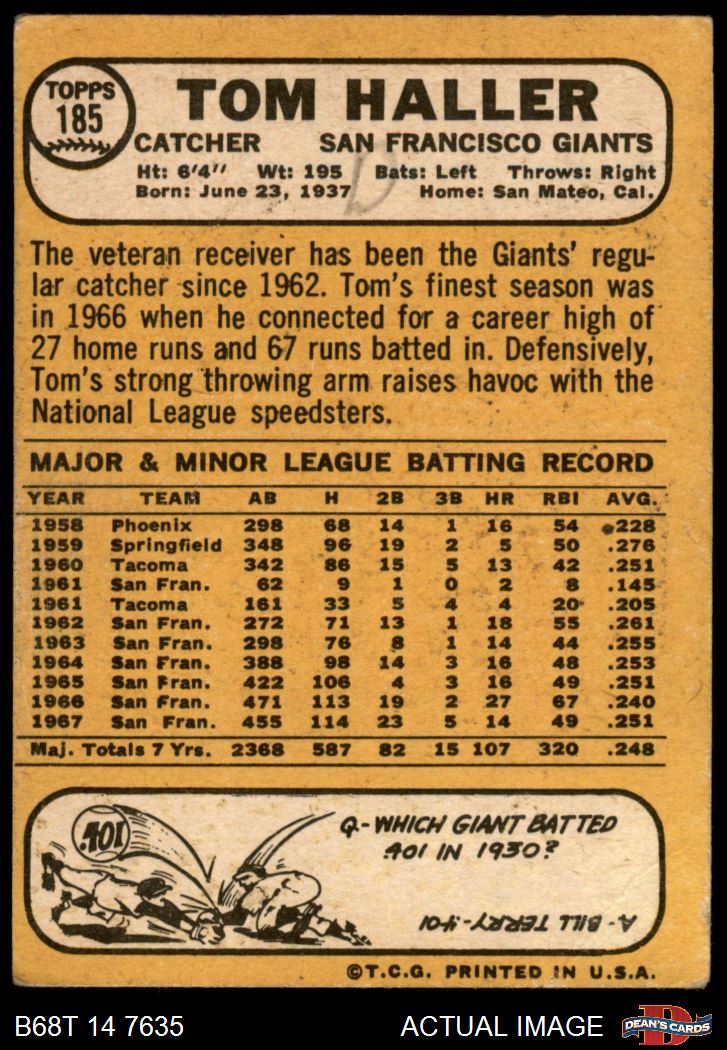 TOPPS
185
TOM HALLER
CATCHER SAN FRANCISCO GIANTS
Ht: 6'4" Wt: 195 Bats: Left Throws: Right
Born: June 23, 1937 Home: San Mateo, Cal.
The veteran receiver has been the Giants' regu-
lar catcher since 1962. Tom's finest season was
in 1966 when he connected for a career high of
27 home runs and 67 runs batted in. Defensively,
Tom's strong throwing arm raises havoc with the
National League speedsters.
MAJOR & MINOR LEAGUE BATTING RECORD
YEAR TEAM AB H 2B 3B HR RBI AVG.
1958 Phoenix 298 68 14 1 16 54 .228
1959 Springfield 348 96 19 2 5 50 .276
1960 Tacoma 342 86 15 5 13 42 .251
1961 San Fran. 62 9 1 0 2 8 .145
1961 Tacoma 161 33 5 4 4 20 .205
1962 San Fran. 272 71 13 1 18 55 .261
1963 San Fran. 298 76 8 1 14 44 .255
1964 San Fran. 388 98 14 3 16 48 .253
1965 San Fran. 422 106 4 3 16 49 .251
1966 San Fran. 471 113 19 2 27 67 .240
1967 San Fran. 455 114 23 5 14 49 .251
Maj. Totals 7 Yrs. 2368 587 82 15 107 320 .248
.401
Q-WHICH GIANT BATTED
.401 IN 1930?
A-BILL TERRY-.401
©T.C.G. PRINTED IN U.S.A.
B68T 14 7635 ACTUAL IMAGE
D
DEAN'S CARDS